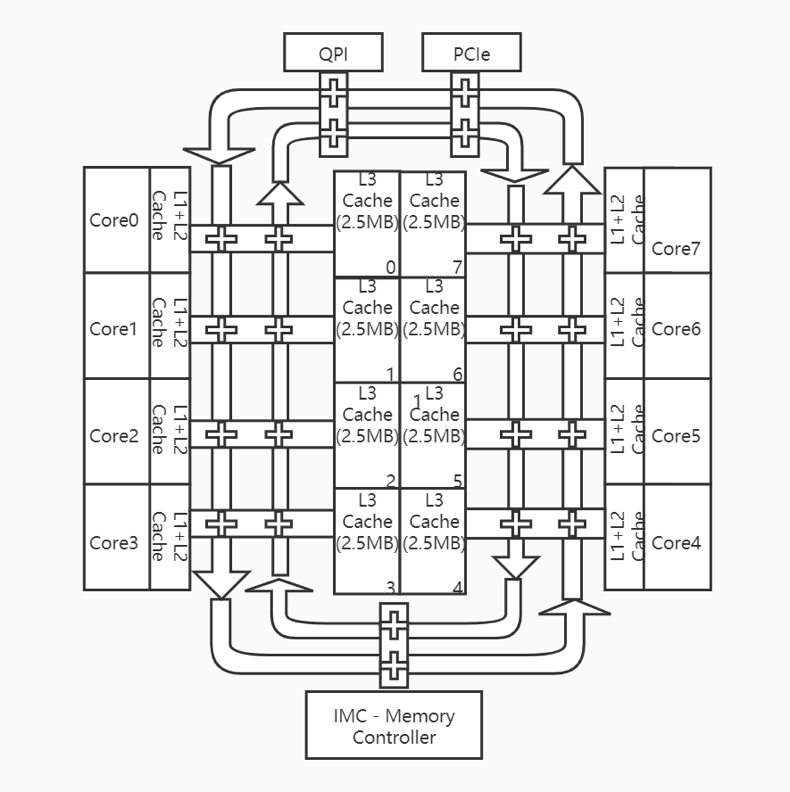 QPI
PCIe
Core0
L1+L2
Cache
L3
Cache
(2.5MB)
0
L3
Cache
(2.5MB)
7
L1+L2
Cache
Core7
Core1
L1+L2
Cache
L3
Cache
(2.5MB)
1
L3
Cache
(2.5MB)
6
L1+L2
Cache
Core6
Core2
L1+L2
Cache
L3
Cache
(2.5MB)
2
1
L3
Cache
(2.5MB)
5
L1+L2
Cache
Core5
Core3
L1+L2
Cache
L3
Cache
(2.5MB)
3
L3
Cache
(2.5MB)
4
L1+L2
Cache
Core4
IMC - Memory
Controller